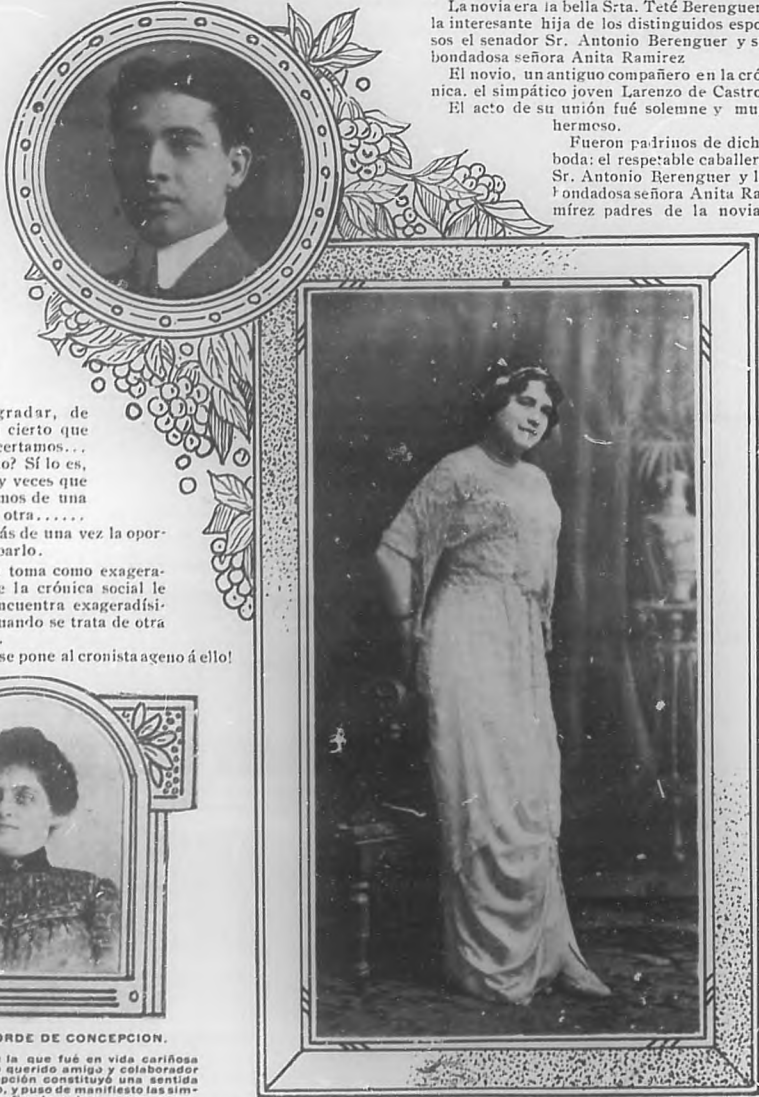 La novia era la bella Srta. Teté Berenguer
la interesante hija de los distinguidos espo
sos el senador Sr. Antonio Berenguer y s
bondadosa señora Anita Ramirez
El novio, un antiguo compañero en la cró
nica. el simpático joven Larenzo de Castro
El acto de su unión fué solemne y mu
hermoso.
Fueron padrinos de dich
boda: el respetable caballer
Sr. Antonio Berenguer y l
bondadosa señora Anita Ra
mírez padres de la novia
gradar, de
cierto que
certamos...
o? Sí lo es,
y veces que
nos de una
otra......
ás de una vez la opor-
barlo.
toma como exagera-
e la crónica social le
ncuentra exageradísi-
uando se trata de otra
se pone al cronista ageno á ello!
ORDE DE CONCEPCION.
la que fué en vida cariñosa
querido amigo y colaborador
pción constituyó una sentida
o, y puso de manifiesto las sim-